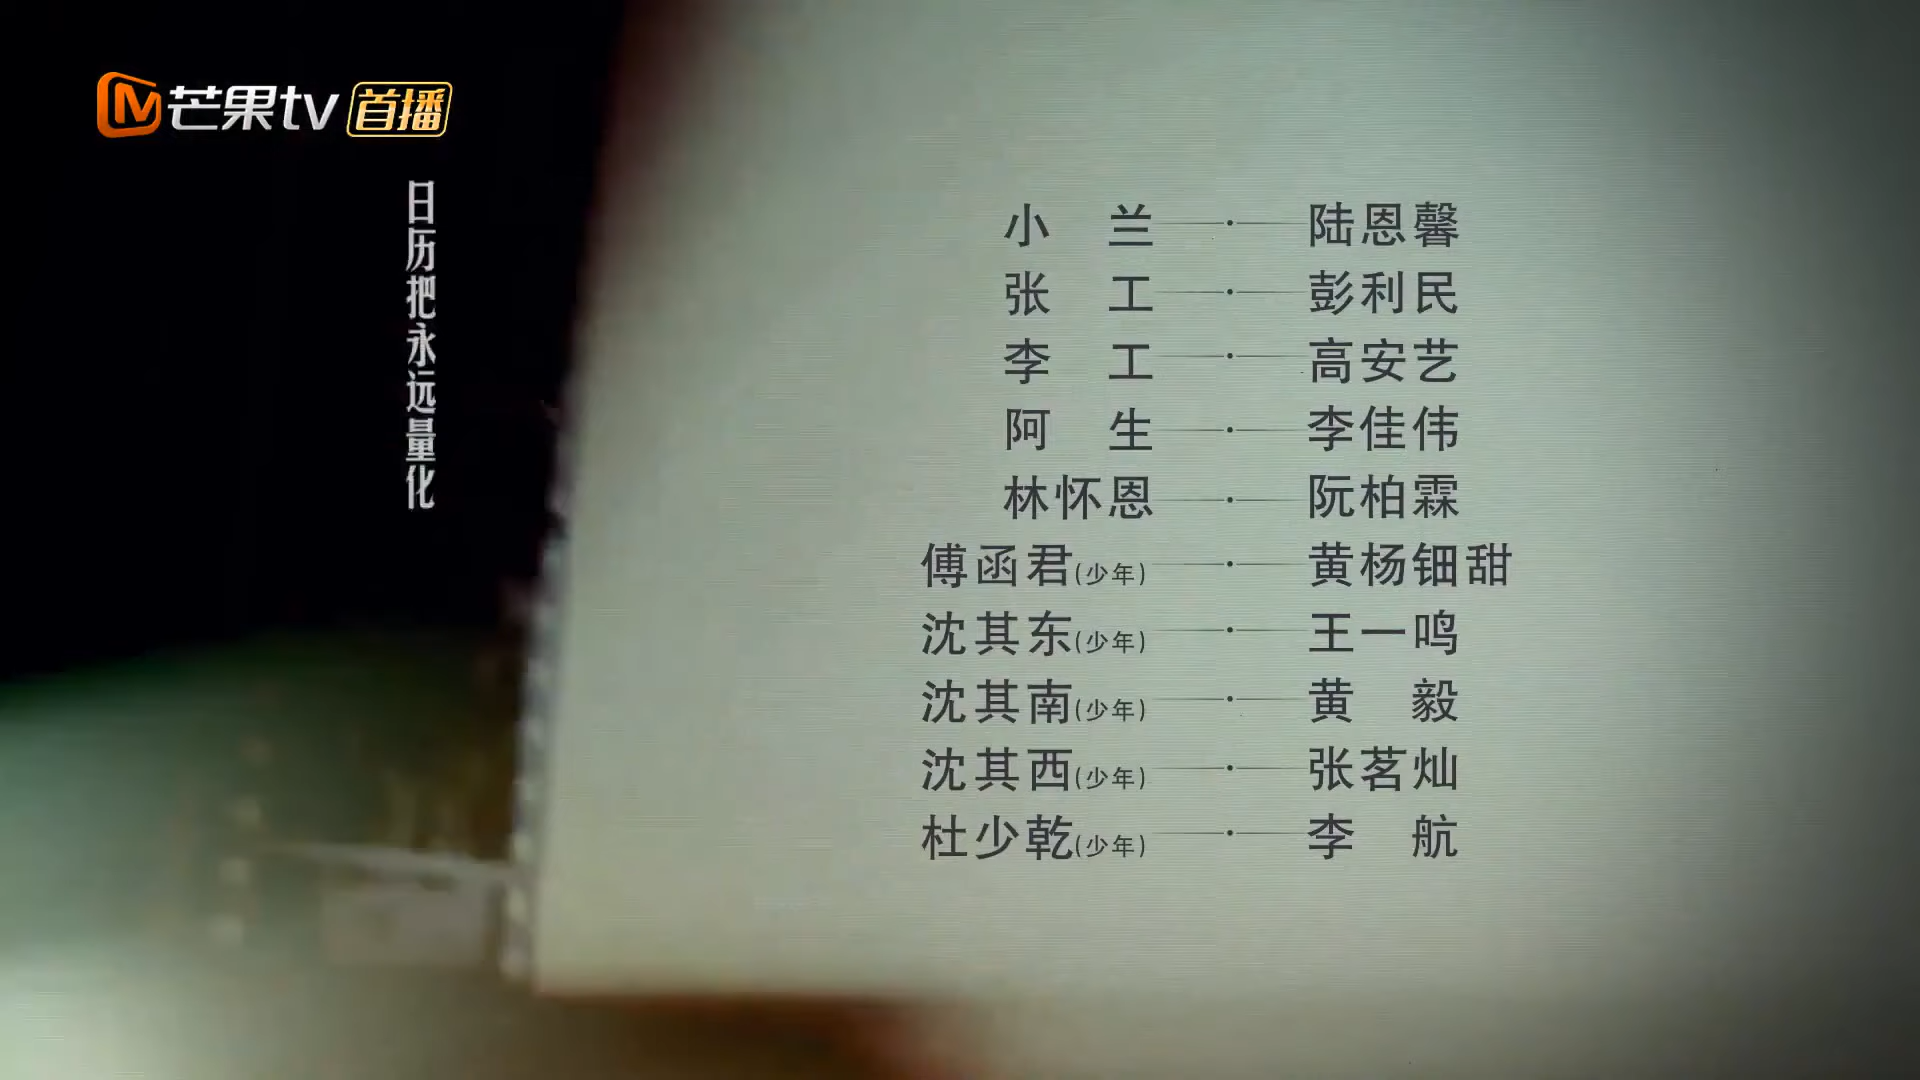 芒果tv 首播
日历把永远量化
小 兰 —·— 陆恩馨
张 工 —·— 彭利民
李 工 —·— 高安艺
阿 生 —·— 李佳伟
林怀恩 —·— 阮柏霖
傅函君(少年) —·— 黄杨钿甜
沈其东(少年) —·— 王一鸣
沈其南(少年) —·— 黄 毅
沈其西(少年) —·— 张茗灿
杜少乾(少年) —·— 李 航